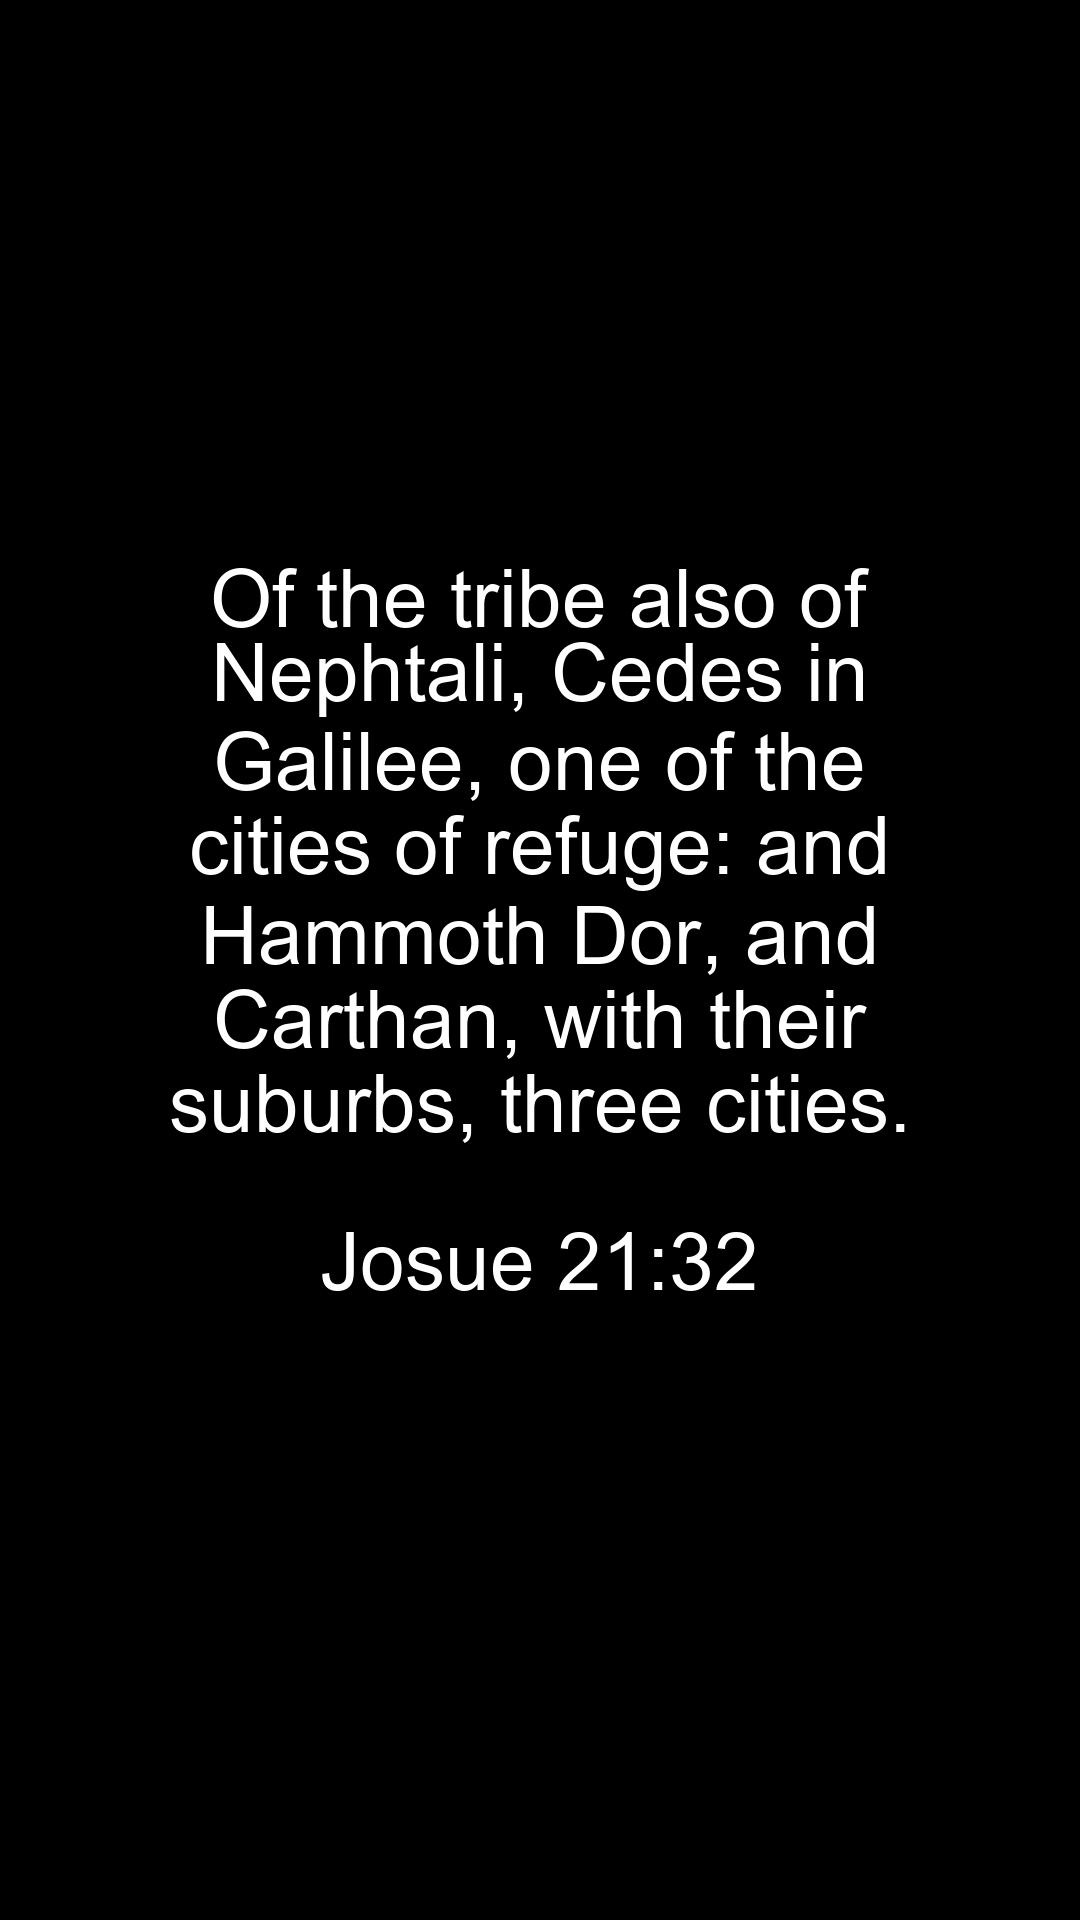 Of the tribe also of
Nephtali, Cedes in
Galilee, one of the
cities of refuge: and
Hammoth Dor, and
Carthan, with their
suburbs, three cities.
Josue 21:32